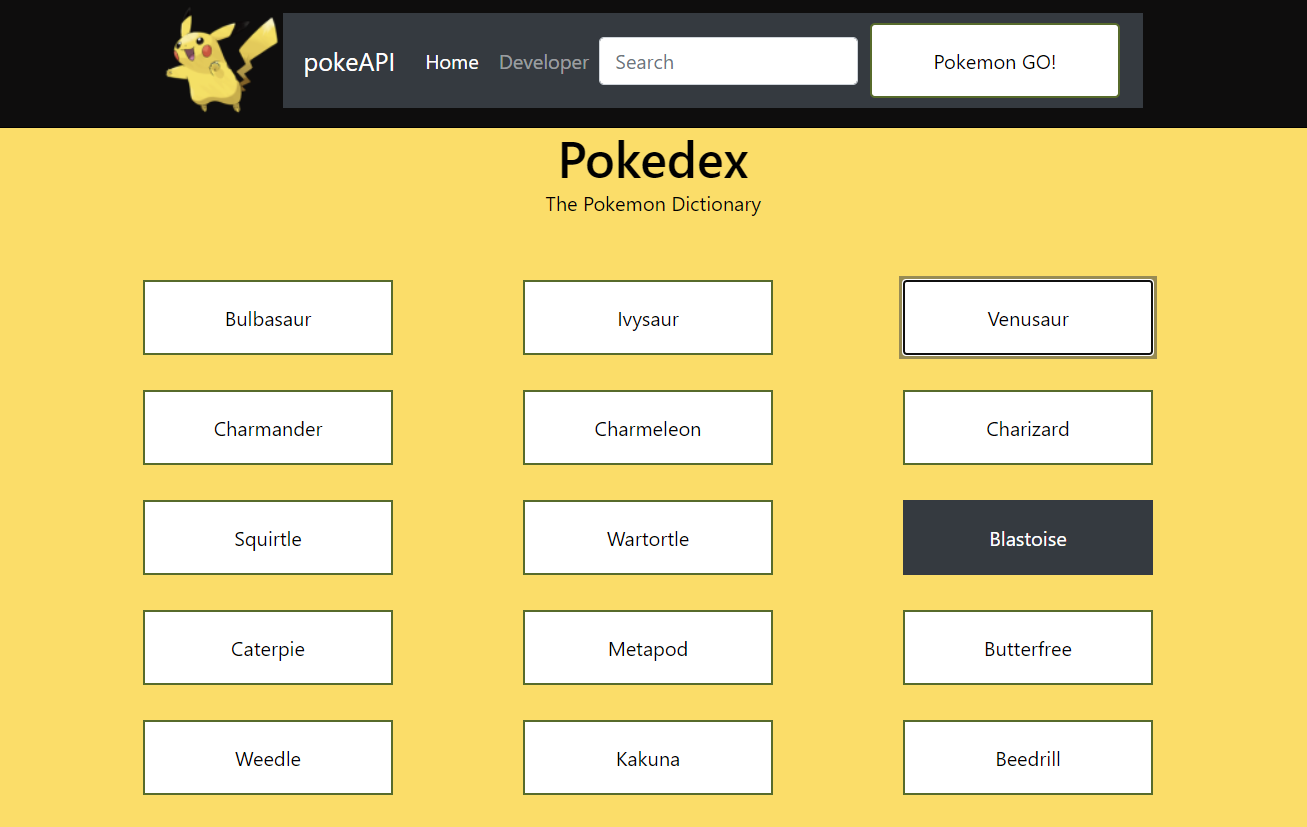 pokeAPI Home Developer Search Pokemon GO!
Pokedex
The Pokemon Dictionary
Bulbasaur Ivysaur Venusaur
Charmander Charmeleon Charizard
Squirtle Wartortle Blastoise
Caterpie Metapod Butterfree
Weedle Kakuna Beedrill